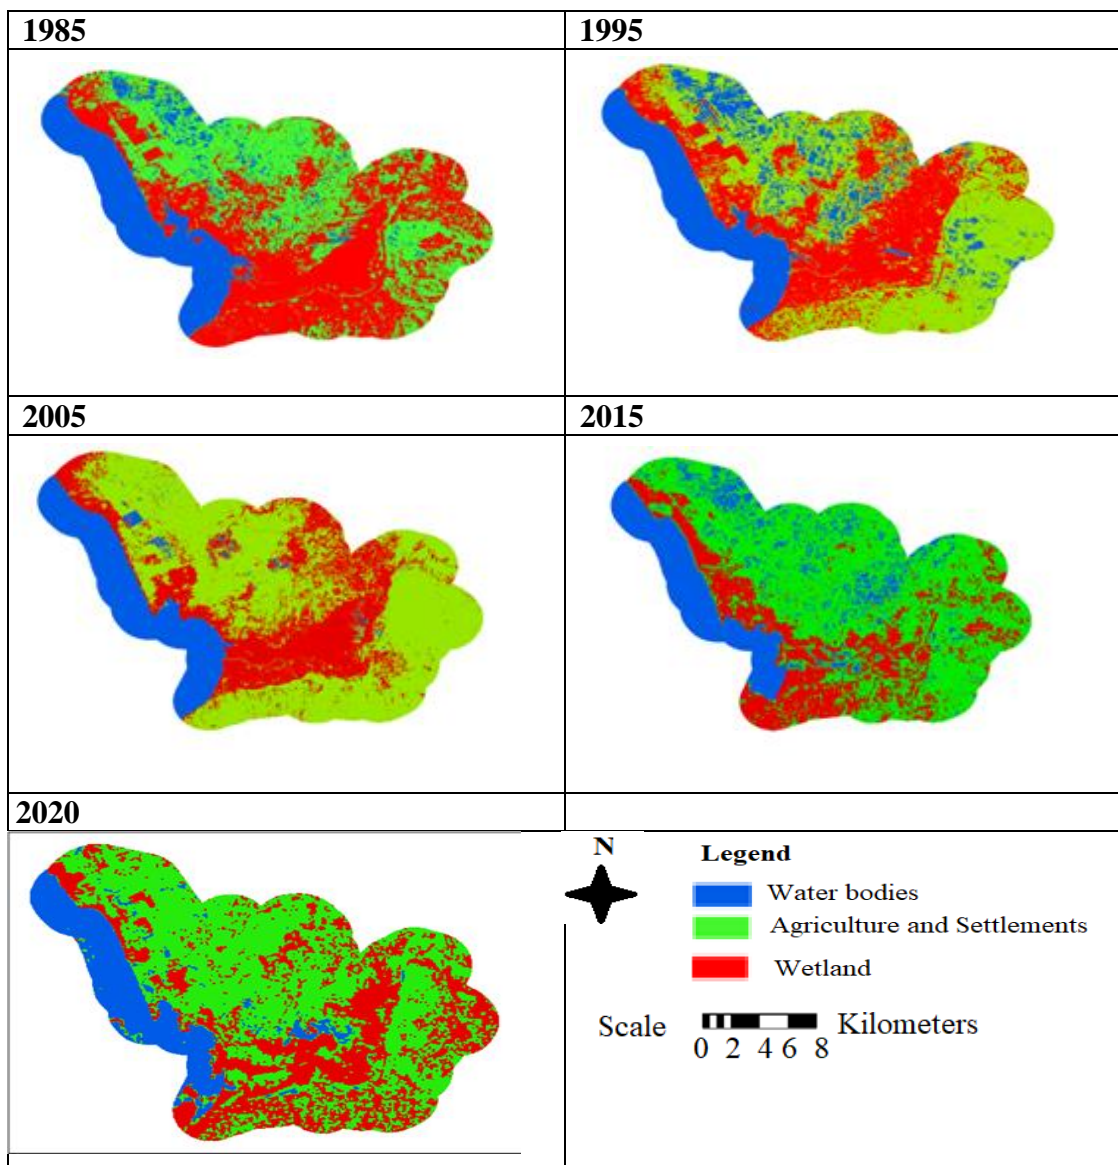 1985
1995
2005
2015
2020
N
Legend
Water bodies
Agriculture and Settlements
Wetland
Scale
Kilometers
0 2 4 6 8